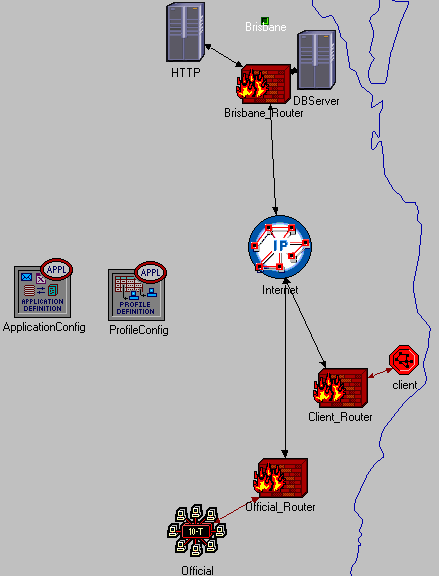 Brisbane
HTTP
DBServer
Brisbane_Router
IP
Internet
APPL
APPLICATION
DEFINITION
ApplicationConfig
APPL
PROFILE
DEFINITION
ProfileConfig
client
Client_Router
Official_Router
10-T
Official